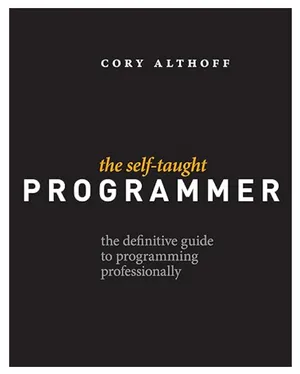 CORY ALTHOFF
the self-taught
PROGRAMMER
the definitive guide
to programming
professionally